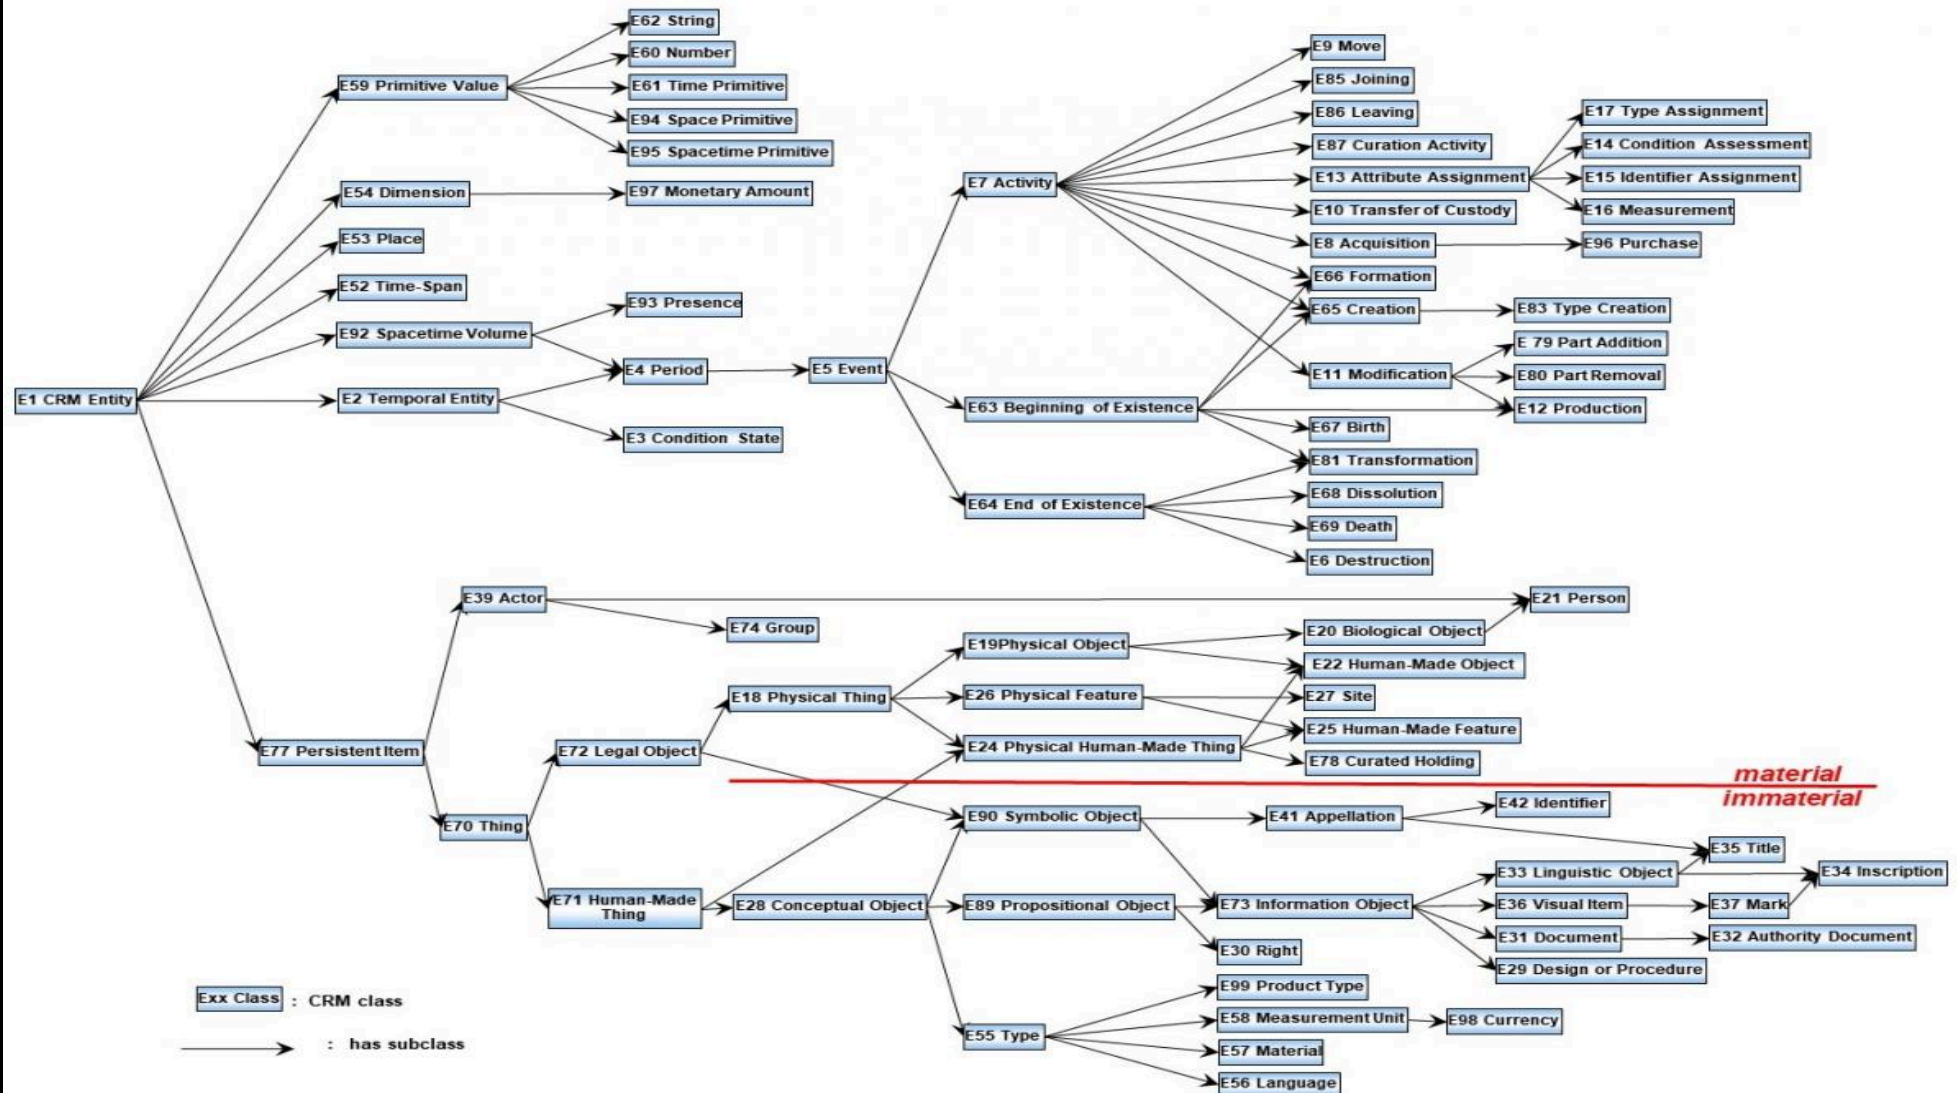 E62 String
E60 Number
E59 Primitive Value
E61 Time Primitive
E94 Space Primitive
E95 Spacetime Primitive
E54 Dimension
E97 Monetary Amount
E53 Place
E52 Time-Span
E93 Presence
E92 Spacetime Volume
E4 Period
E5 Event
E1 CRM Entity
E2 Temporal Entity
E3 Condition State
E9 Move
E85 Joining
E86 Leaving
E17 Type Assignment
E87 Curation Activity
E14 Condition Assessment
E7 Activity
E13 Attribute Assignment
E15 Identifier Assignment
E10 Transfer of Custody
E16 Measurement
E8 Acquisition
E96 Purchase
E66 Formation
E65 Creation
E83 Type Creation
E 79 Part Addition
E11 Modification
E80 Part Removal
E63 Beginning of Existence
E12 Production
E67 Birth
E81 Transformation
E68 Dissolution
E64 End of Existence
E69 Death
E6 Destruction
E39 Actor
E21 Person
E74 Group
E20 Biological Object
E19Physical Object
E22 Human-Made Object
E18 Physical Thing
E26 Physical Feature
E27 Site
E25 Human-Made Feature
E77 Persistent Item
E72 Legal Object
E24 Physical Human-Made Thing
E78 Curated Holding
material
immaterial
E70 Thing
E90 Symbolic Object
E41 Appellation
E42 Identifier
E35 Title
E33 Linguistic Object
E34 Inscription
E71 Human-Made
Thing
E28 Conceptual Object
E89 Propositional Object
E73 Information Object
E36 Visual Item
E37 Mark
E31 Document
E32 Authority Document
E30 Right
E29 Design or Procedure
E99 Product Type
E58 Measurement Unit
E98 Currency
E55 Type
E57 Material
E56 Language
Exx Class : CRM class
: has subclass